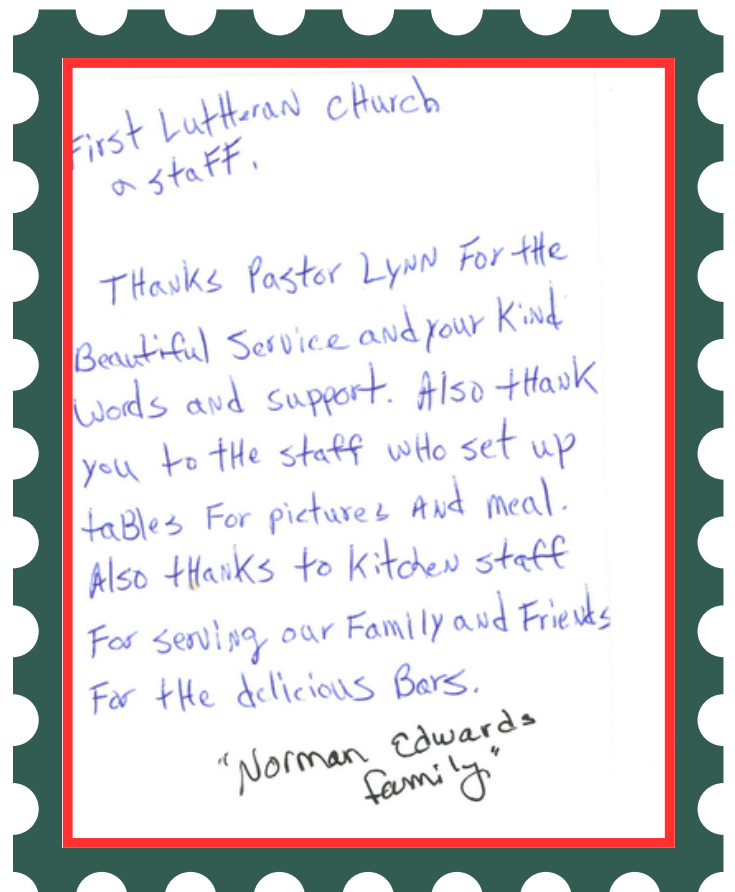 First Lutheran Church
a staff.
Thanks Pastor Lynn For the
Beautiful Service and your Kind
Words and support. Also thank
you to the staff who set up
taBles For pictures And meal.
Also thanks to Kitchen staff
For serving our Family and Friends
For the delicious Bars.
"Norman Edwards
family"